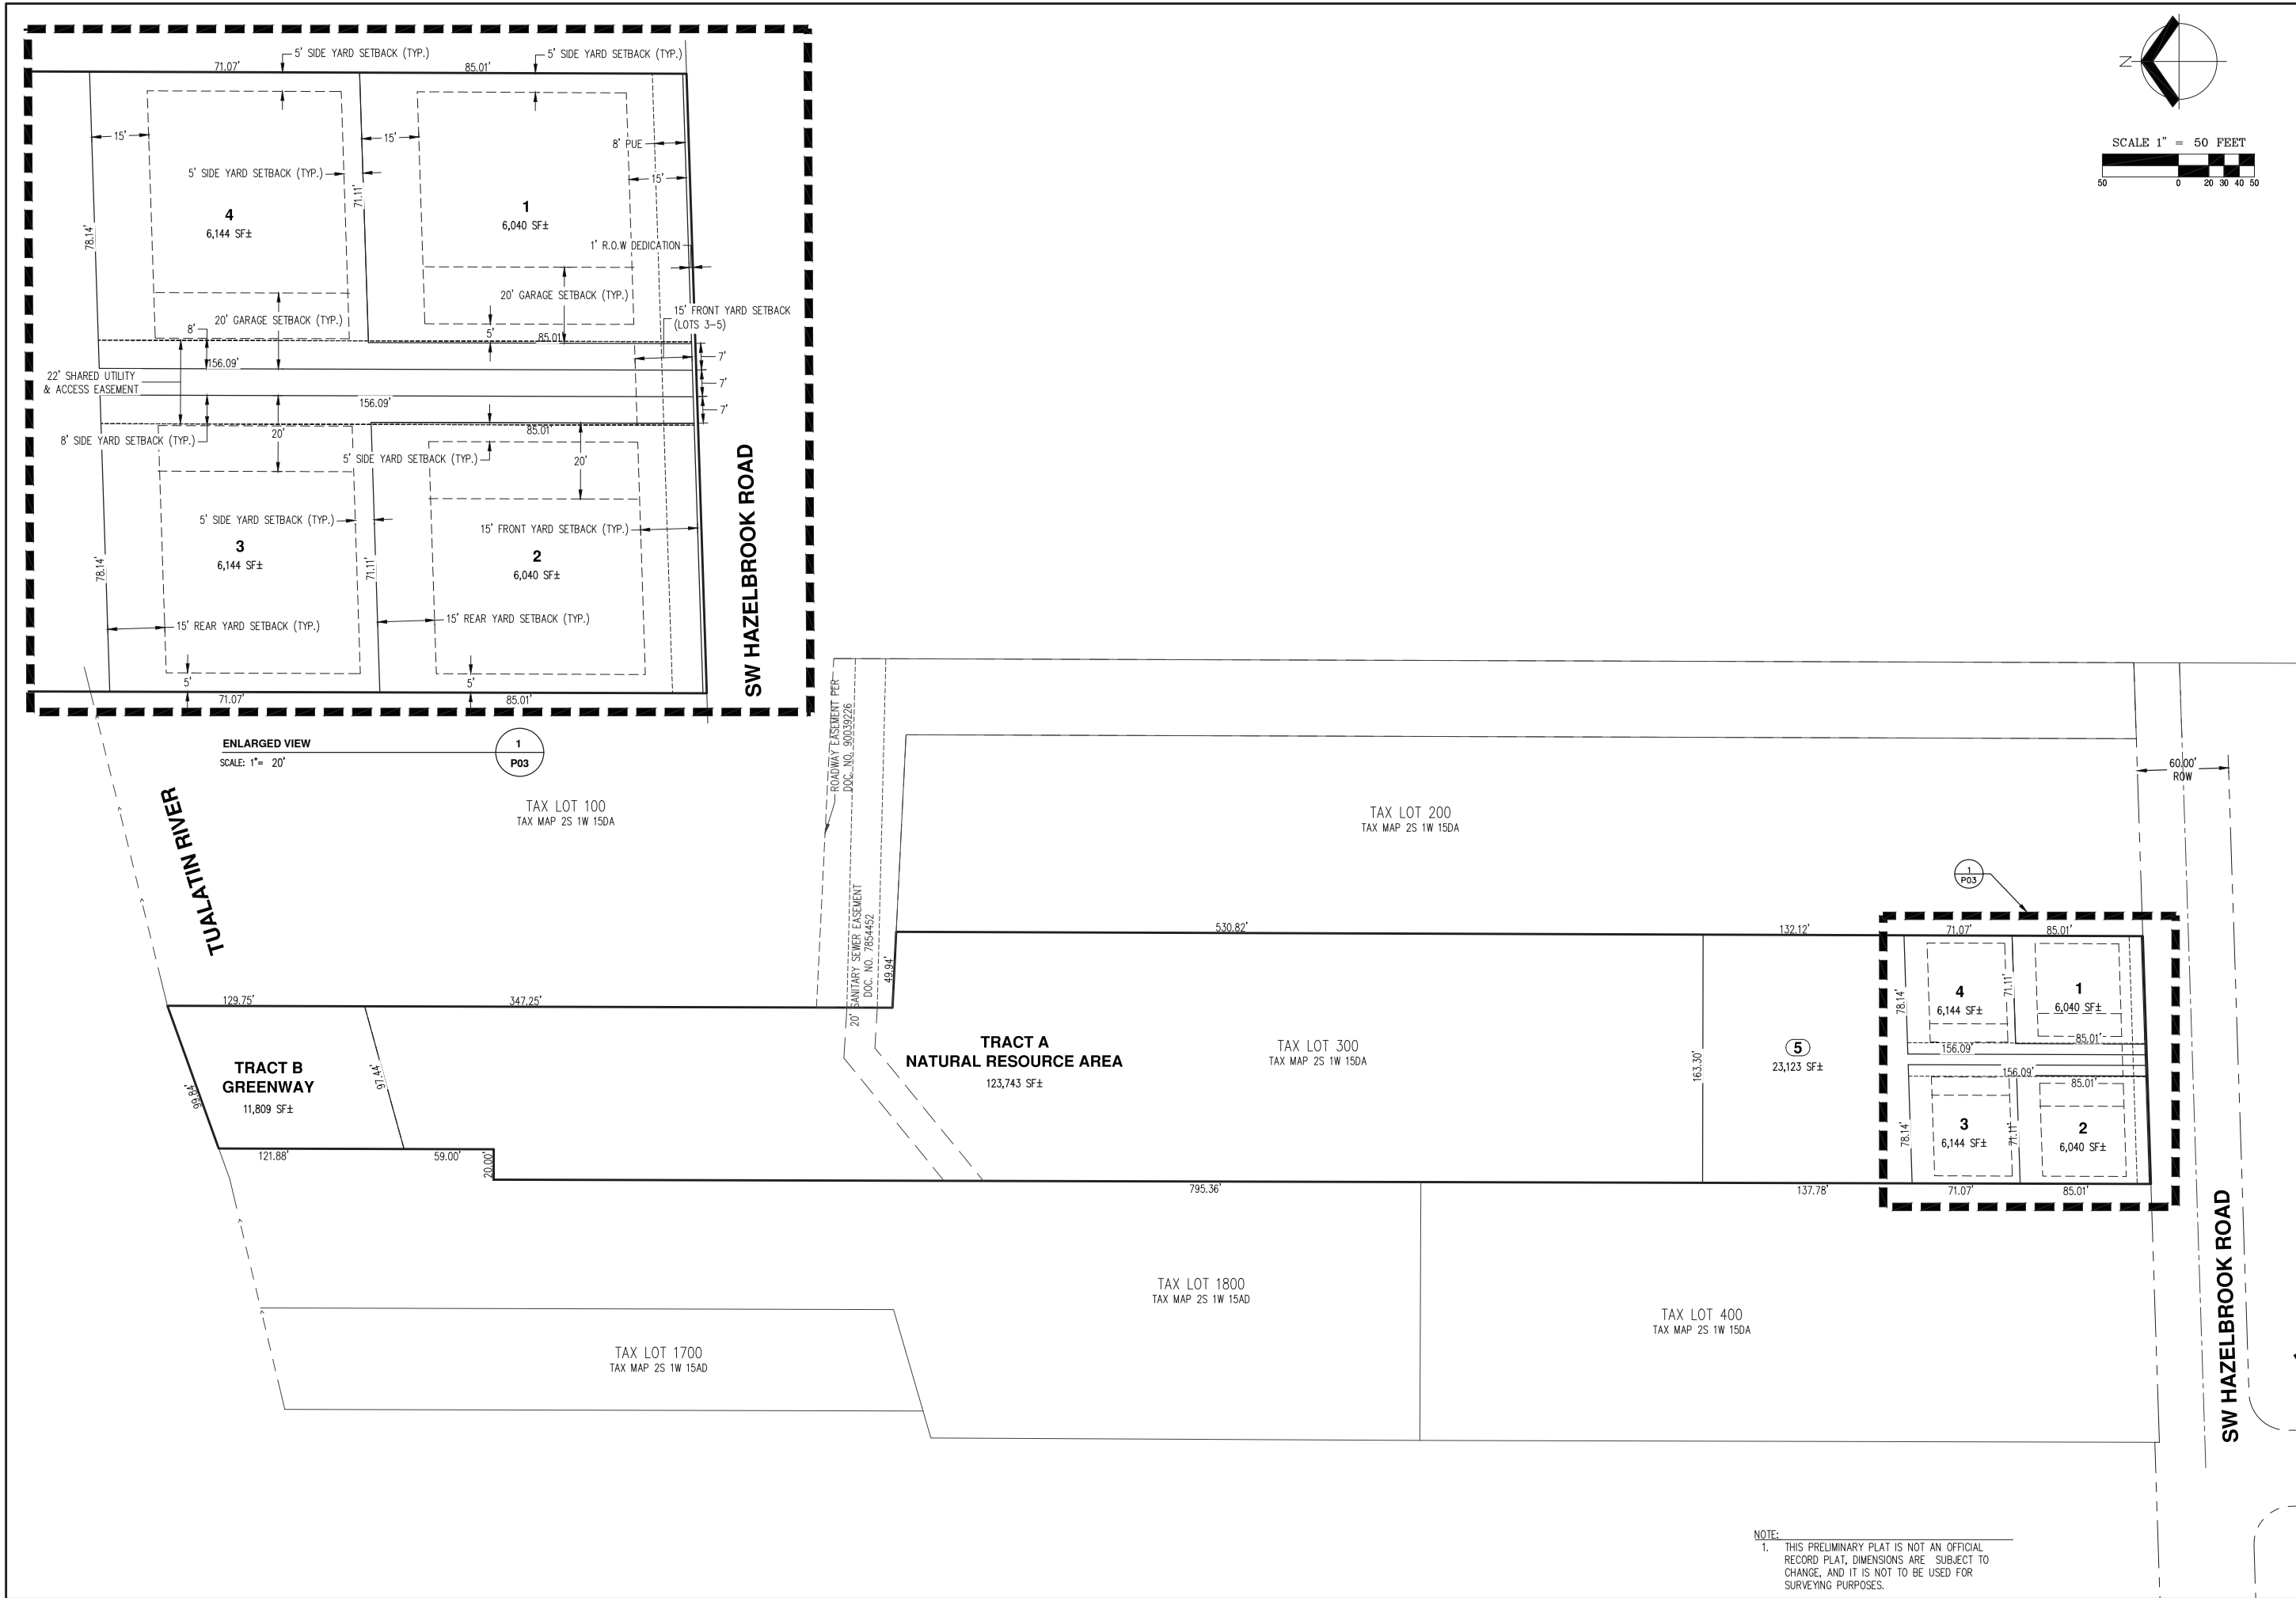 5' SIDE YARD SETBACK (TYP.)
5' SIDE YARD SETBACK (TYP.)
71.07'
85.01'
15'
15'
8' PUE
5' SIDE YARD SETBACK (TYP.)
15'
71.11'
4
6,144 SF±
1
6,040 SF±
78.14'
1' R.O.W DEDICATION
20' GARAGE SETBACK (TYP.)
15' FRONT YARD SETBACK
(LOTS 3-5)
20' GARAGE SETBACK (TYP.)
8'
5'
85.01'
7'
156.09'
22' SHARED UTILITY
& ACCESS EASEMENT
7'
156.09'
7'
8' SIDE YARD SETBACK (TYP.)
20'
85.01'
5' SIDE YARD SETBACK (TYP.)
20'
5' SIDE YARD SETBACK (TYP.)
15' FRONT YARD SETBACK (TYP.)
3
6,144 SF±
2
6,040 SF±
78.14'
71.11'
15' REAR YARD SETBACK (TYP.)
15' REAR YARD SETBACK (TYP.)
5'
5'
71.07'
85.01'
SW HAZELBROOK ROAD
ENLARGED VIEW
SCALE: 1"= 20'
1
P03
N
SCALE 1" = 50 FEET
50 0 20 30 40 50
TUALATIN RIVER
TAX LOT 100
TAX MAP 2S 1W 15DA
ROADWAY EASEMENT PER
DOC. NO. 90039226
20' SANITARY SEWER EASEMENT
DOC. NO. 7854452
TAX LOT 200
TAX MAP 2S 1W 15DA
60.00'
ROW
1
P03
530.82'
132.12'
71.07'
85.01'
49.94'
129.75'
347.25'
TRACT B
GREENWAY
11,809 SF±
99.84'
97.44'
121.88'
59.00'
20.00'
TRACT A
NATURAL RESOURCE AREA
123,743 SF±
TAX LOT 300
TAX MAP 2S 1W 15DA
163.30'
5
23,123 SF±
78.14'
4
6,144 SF±
71.11'
1
6,040 SF±
85.01'
156.09'
156.09'
85.01'
78.14'
3
6,144 SF±
71.11'
2
6,040 SF±
795.36'
137.78'
71.07'
85.01'
SW HAZELBROOK ROAD
TAX LOT 1800
TAX MAP 2S 1W 15AD
TAX LOT 400
TAX MAP 2S 1W 15DA
TAX LOT 1700
TAX MAP 2S 1W 15AD
NOTE:
1. THIS PRELIMINARY PLAT IS NOT AN OFFICIAL
RECORD PLAT, DIMENSIONS ARE SUBJECT TO
CHANGE, AND IT IS NOT TO BE USED FOR
SURVEYING PURPOSES.